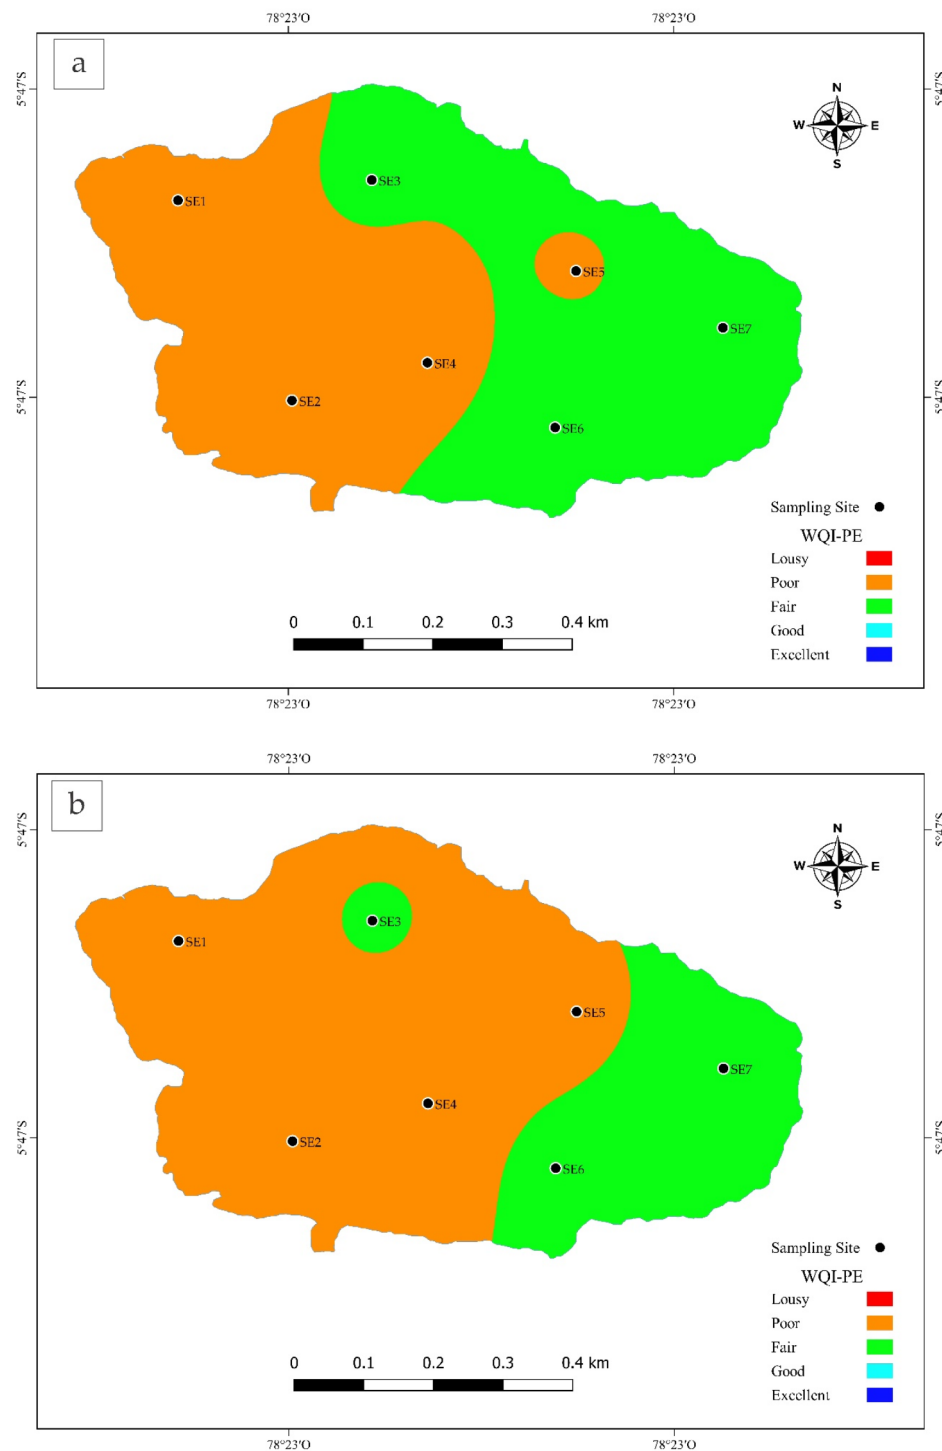 78°23'O 78°23'O
a
N
W E
S
5°47'S 5°47'S
SE3
SE1
SE5
SE7
SE4
SE2
5°47'S 5°47'S
SE6
Sampling Site
WQI-PE
Lousy
Poor
Fair
Good
Excellent
0 0.1 0.2 0.3 0.4 km
78°23'O 78°23'O
78°23'O 78°23'O
b
N
W E
S
5°47'S 5°47'S
SE3
SE1
SE5
SE7
SE4
SE2
5°47'S 5°47'S
SE6
Sampling Site
WQI-PE
Lousy
Poor
Fair
Good
Excellent
0 0.1 0.2 0.3 0.4 km
78°23'O 78°23'O